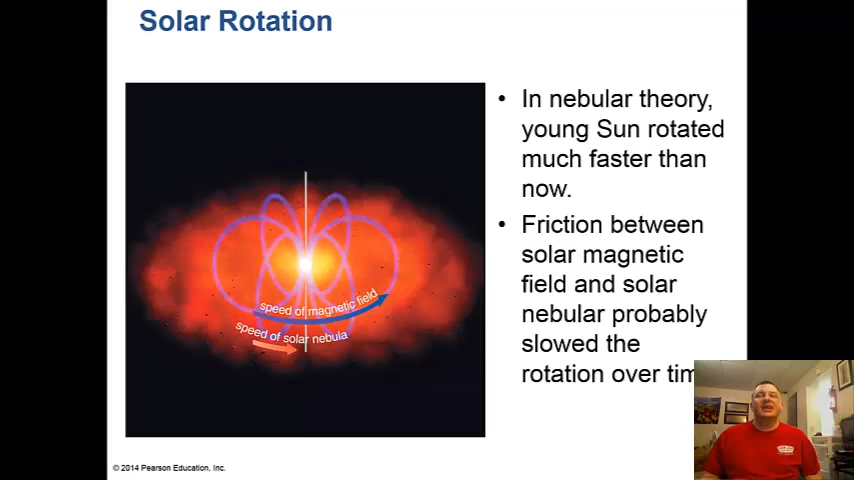 Solar Rotation
• In nebular theory,
young Sun rotated
much faster than
now.
• Friction between
solar magnetic
field and solar
nebular probably
slowed the
rotation over tim
speed of magnetic field
speed of solar nebula
© 2014 Pearson Education, Inc.